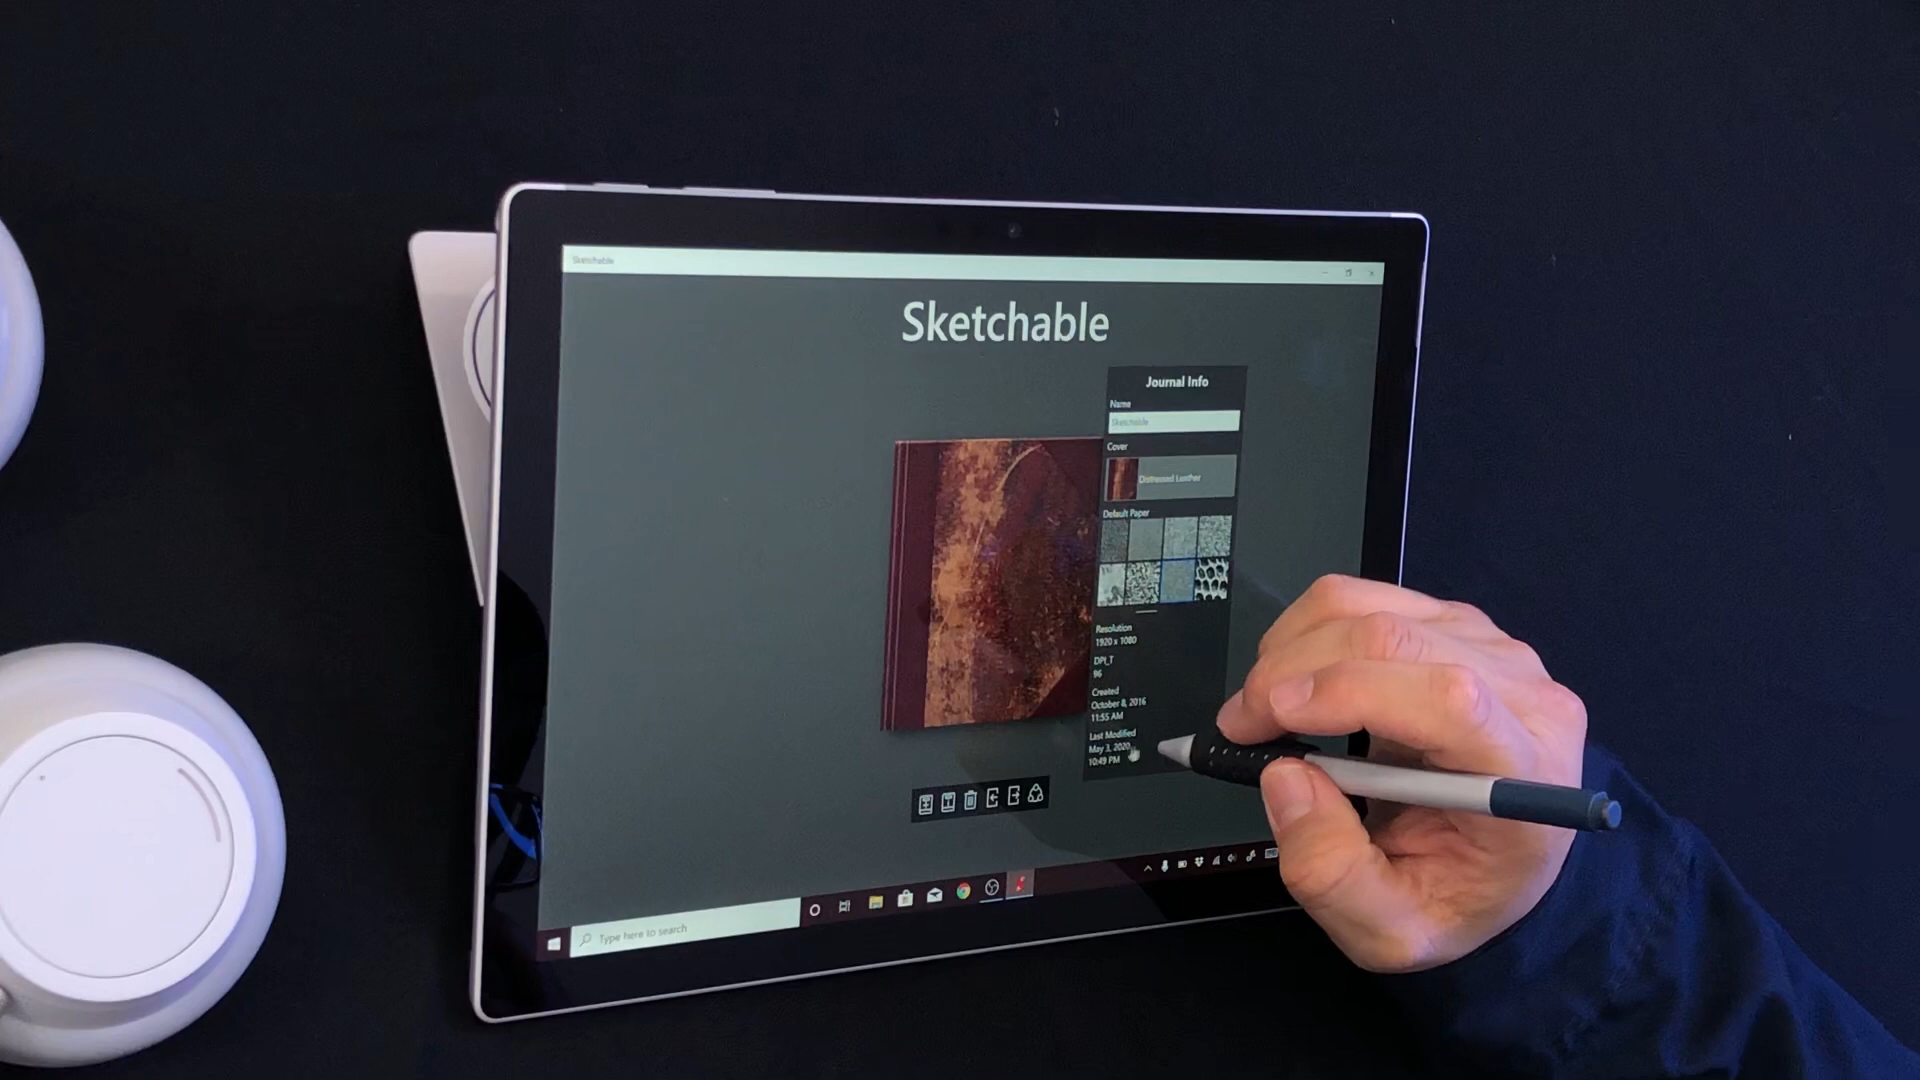 Sketchable
Sketchable
Journal Info
Name
Sketchable
Cover
Distressed Leather
Default Paper
Resolution
1920 x 1080
DPI_T
96
Created
October 8, 2016
11:55 AM
Last Modified
May 3, 2020
10:49 PM
Type here to search